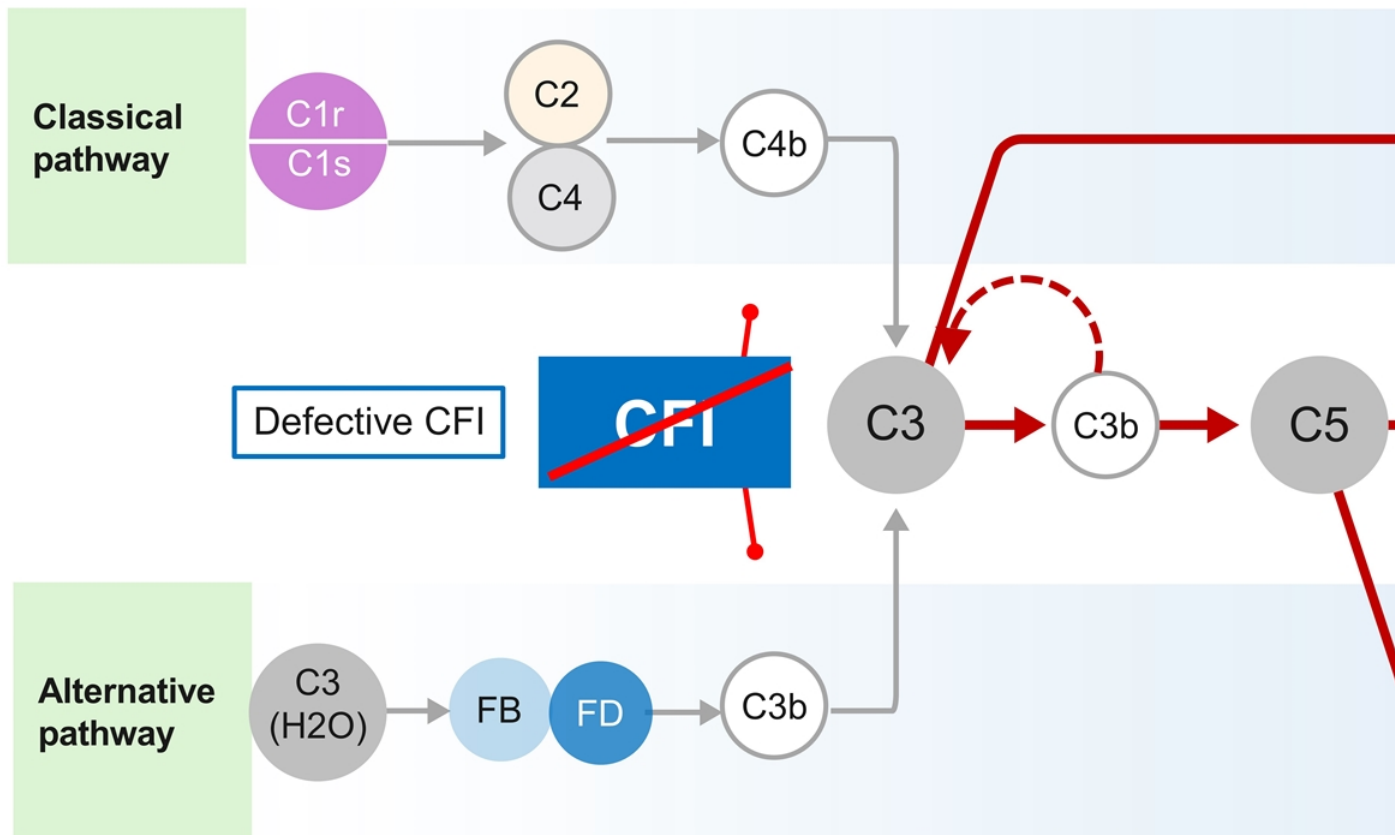 Classical
pathway
C1r
C1s
C2
C4
C4b
Defective CFI
CFI
C3
C3b
C5
Alternative
pathway
C3
(H2O)
FB
FD
C3b